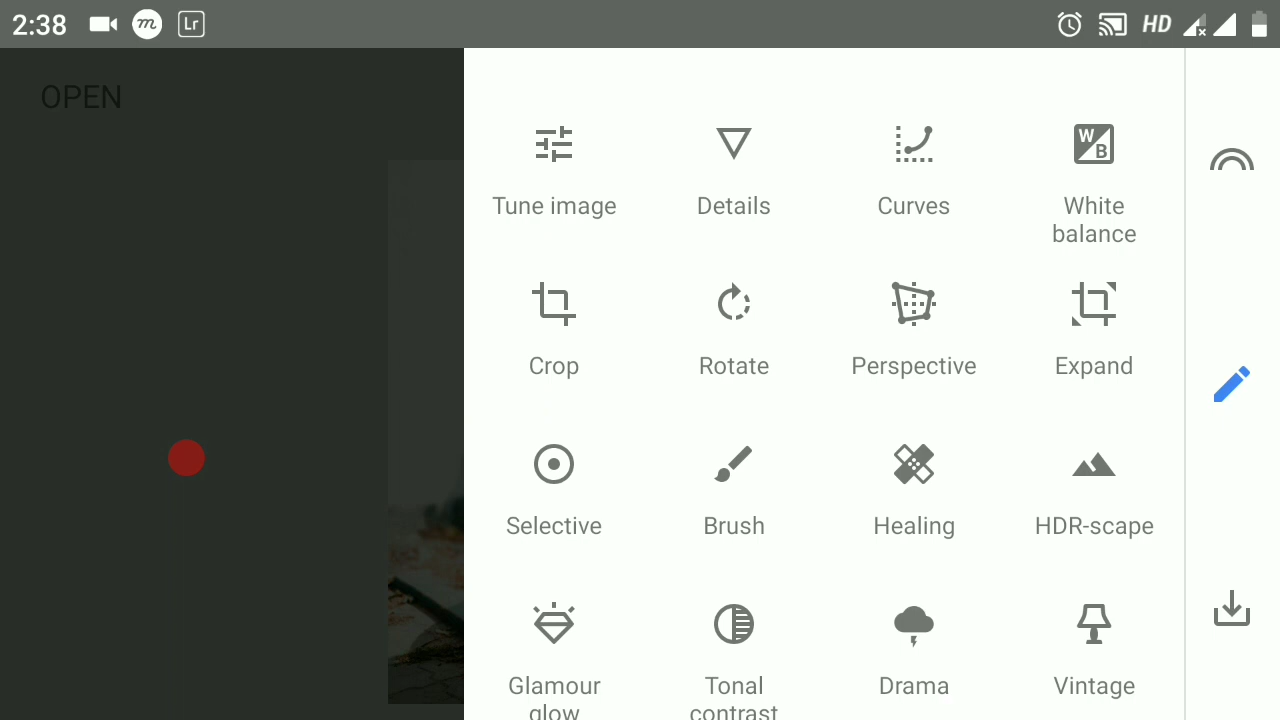 2:38 m Lr HD
OPEN
Tune image Details Curves White
balance
W
B
Crop Rotate Perspective Expand
Selective Brush Healing HDR-scape
Glamour Tonal Drama Vintage
glow contrast